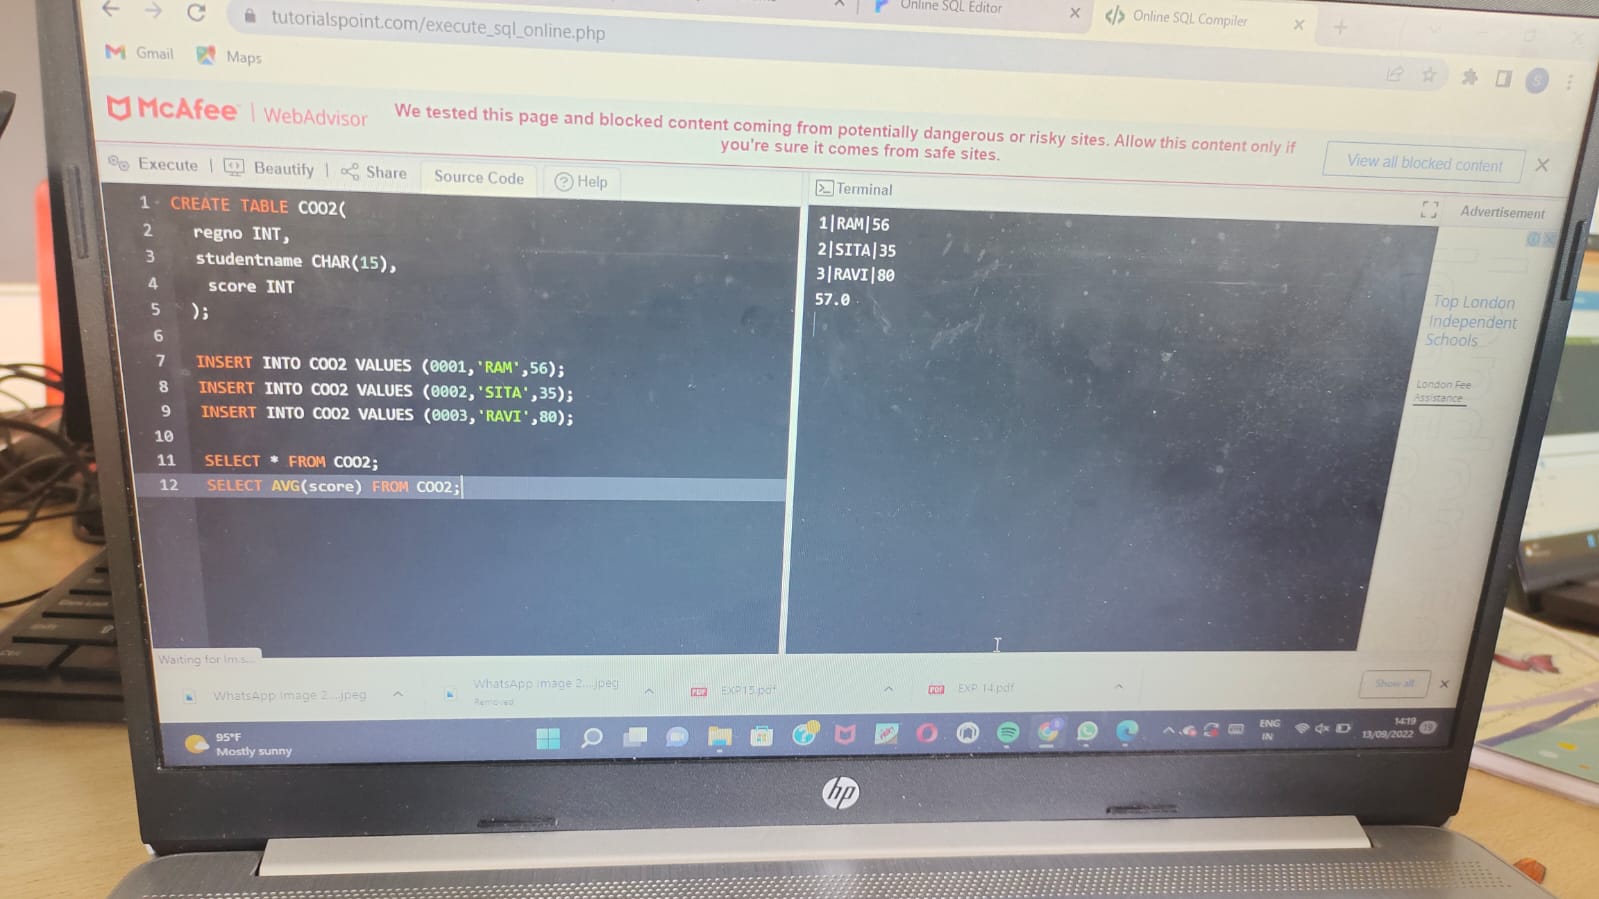 Online SQL Editor
Online SQL Compiler
tutorialspoint.com/execute_sql_online.php
Gmail
Maps
S
McAfee | WebAdvisor
We tested this page and blocked content coming from potentially dangerous or risky sites. Allow this content only if
you're sure it comes from safe sites.
View all blocked content
Execute | Beautify | Share
Source Code
Help
1 CREATE TABLE COO2(
2 regno INT,
3 studentname CHAR(15),
4 score INT
5 );
6
7 INSERT INTO COO2 VALUES (0001,'RAM',56);
8 INSERT INTO COO2 VALUES (0002,'SITA',35);
9 INSERT INTO COO2 VALUES (0003,'RAVI',80);
10
11 SELECT * FROM COO2;
12 SELECT AVG(score) FROM COO2;
Terminal
1|RAM|56
2|SITA|35
3|RAVI|80
57.0
Advertisement
Top London
Independent
Schools
London Fee
Assistance
Waiting for im.s...
WhatsApp Image 2....jpeg
WhatsApp Image 2....jpeg
Removed
PDF
EXP15.pdf
PDF
EXP 14.pdf
Show all
95°F
Mostly sunny
ENG
IN
14:19
13/09/2022
hp